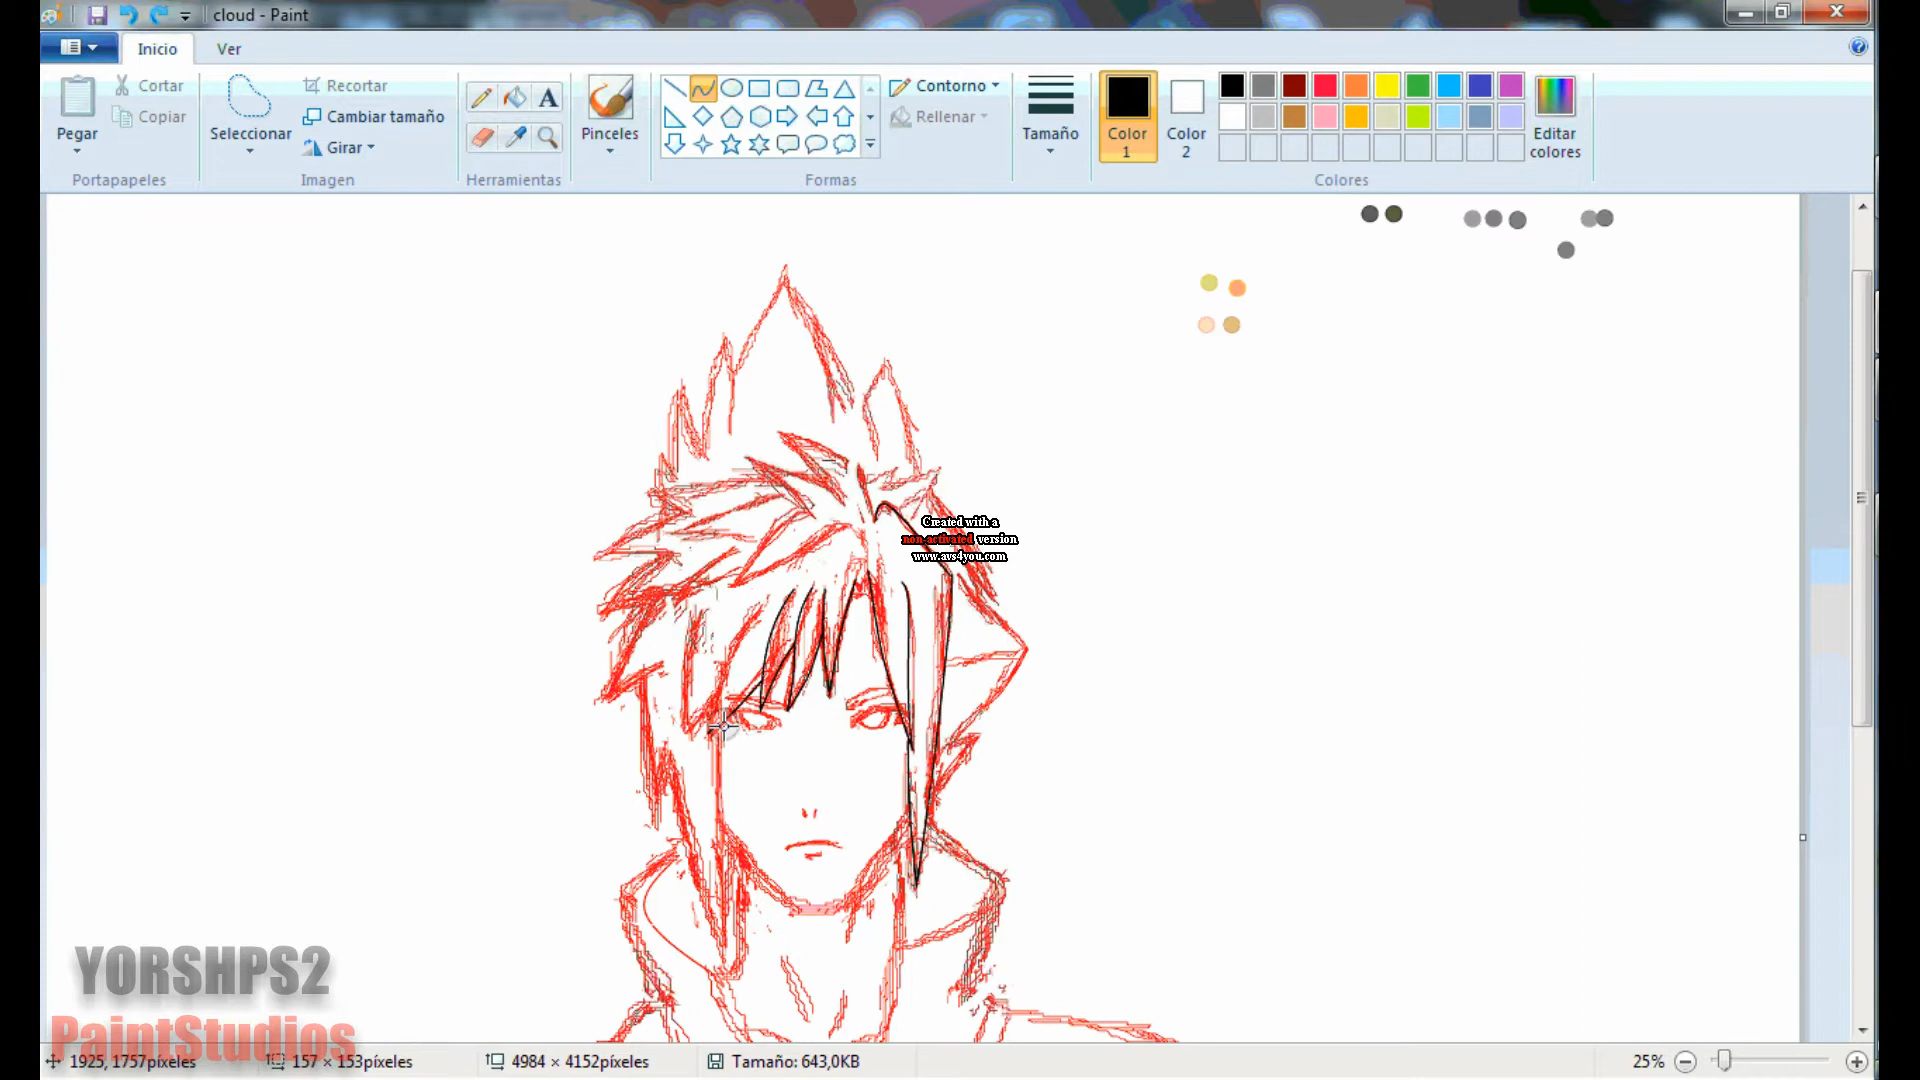 cloud - Paint
Inicio Ver
Pegar
Cortar
Copiar
Portapapeles
Seleccionar
Recortar
Cambiar tamaño
Girar
Imagen
A
Herramientas
Pinceles
Contorno
Rellenar
Formas
Tamaño
Color
1
Color
2
Editar
colores
Colores
Created with a
non-activated version
www.avs4you.com
YORSHPS2
PaintStudios
1925, 1757píxeles 157 × 153píxeles 4984 × 4152píxeles Tamaño: 643,0KB 25%